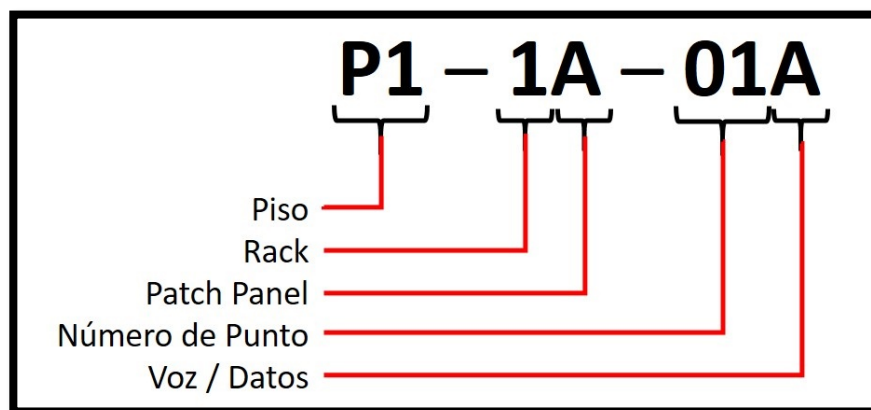 P1 – 1A – 01A
Piso
Rack
Patch Panel
Número de Punto
Voz / Datos